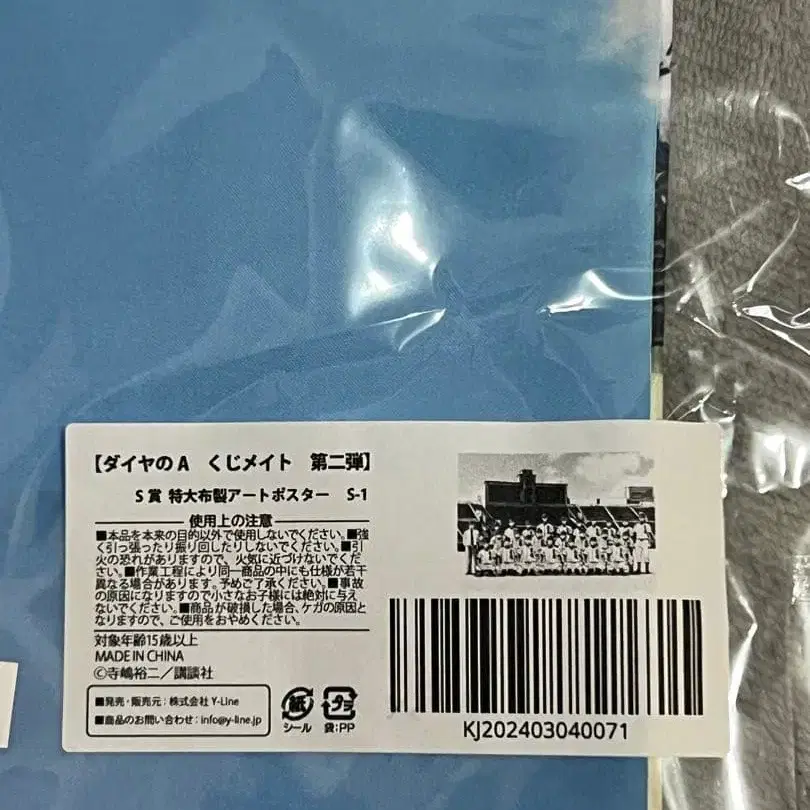 【ダイヤのA くじメイト 第二弾】
S賞 特大布製アートポスター S-1
使用上の注意
■本品を本来の目的以外で使用しないでください。■強
く引っ張ったり振り回したりしないでください。■引
火の恐れがありますので、火気に近づけないでくだ
さい。■作業工程により同一商品の中にも仕様が若干
異なる場合があります。予めご了承ください。■事故
の原因になりますので小さなお子様には絶対に与え
ないでください。■商品が破損した場合、ケガの原因と
なりますので、ご使用をおやめください。
対象年齢15歳以上
MADE IN CHINA
©寺嶋裕二／講談社
■発売・販売元：株式会社 Y-Line
■商品のお問い合わせ：info@y-line.jp
紙
シール
プラ
袋:PP
KJ202403040071